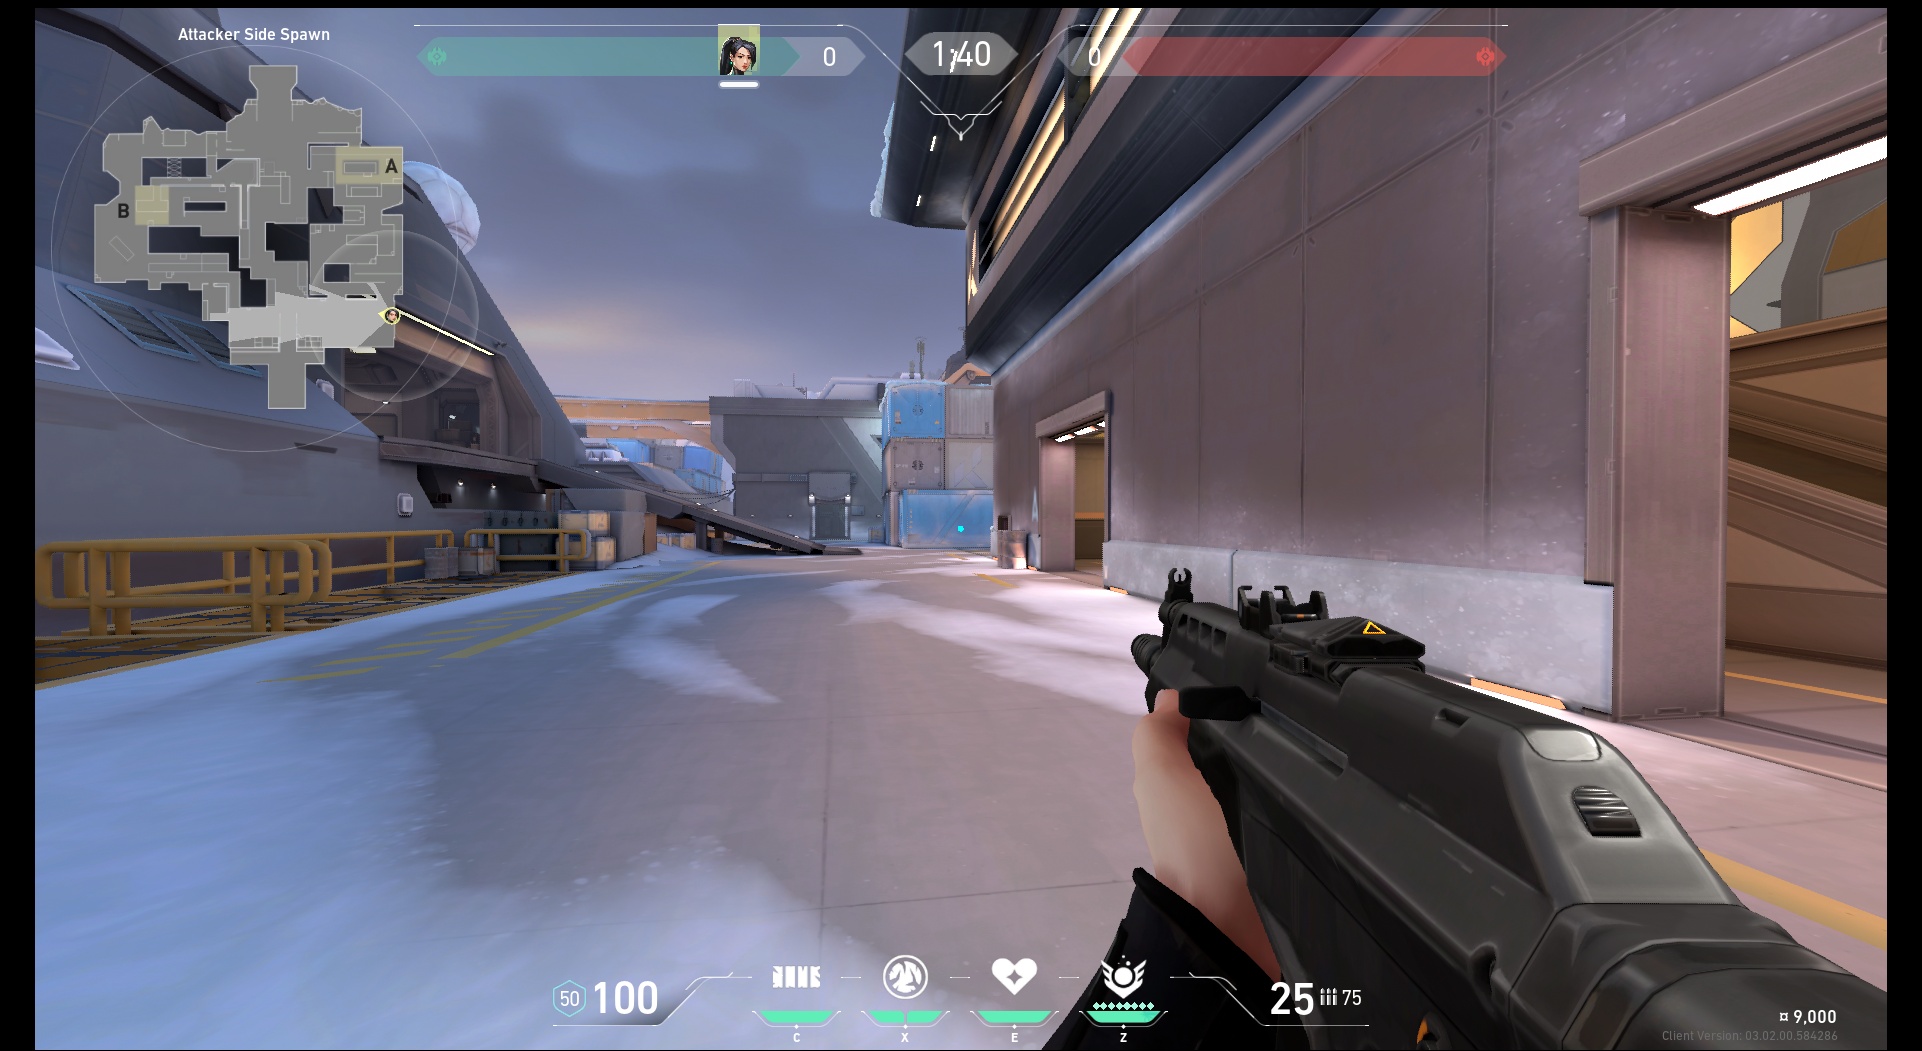 Attacker Side Spawn
0
1:40
0
A
B
50
100
25
75
C
X
E
Z
¤ 9,000
Client Version: 03.02.00.584286